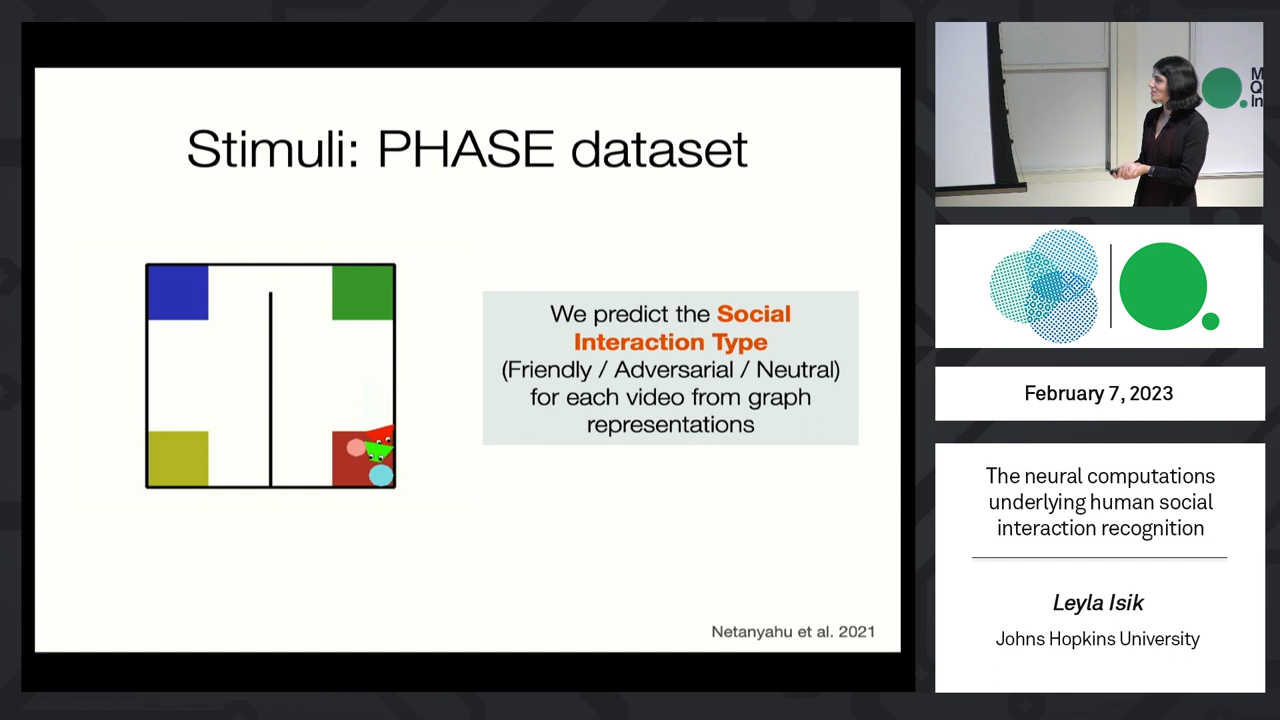 Stimuli: PHASE dataset
We predict the Social
Interaction Type
(Friendly / Adversarial / Neutral)
for each video from graph
representations
Netanyahu et al. 2021
M
Q
In
February 7, 2023
The neural computations
underlying human social
interaction recognition
Leyla Isik
Johns Hopkins University